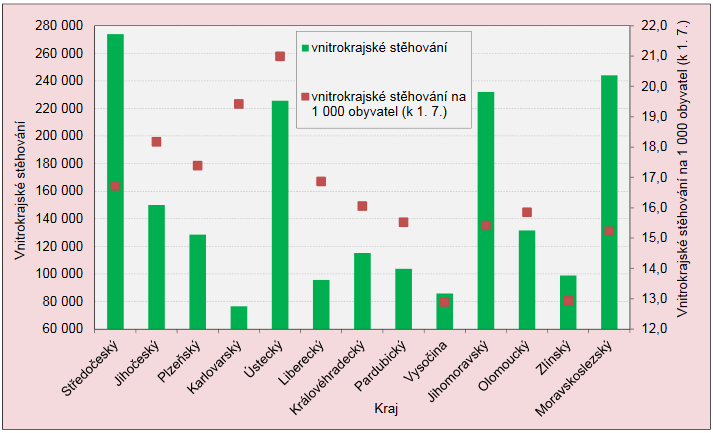 280 000
260 000
240 000
220 000
200 000
180 000
160 000
140 000
120 000
100 000
80 000
60 000
Vnitrokrajské stěhování
vnitrokrajské stěhování
vnitrokrajské stěhování na
1 000 obyvatel (k 1. 7.)
22,0
21,0
20,0
19,0
18,0
17,0
16,0
15,0
14,0
13,0
12,0
Vnitrokrajské stěhování na 1 000 obyvatel (k 1. 7.)
Středočeský
Jihočeský
Plzeňský
Karlovarský
Ústecký
Liberecký
Královéhradecký
Pardubický
Vysočina
Jihomoravský
Olomoucký
Zlínský
Moravskoslezský
Kraj